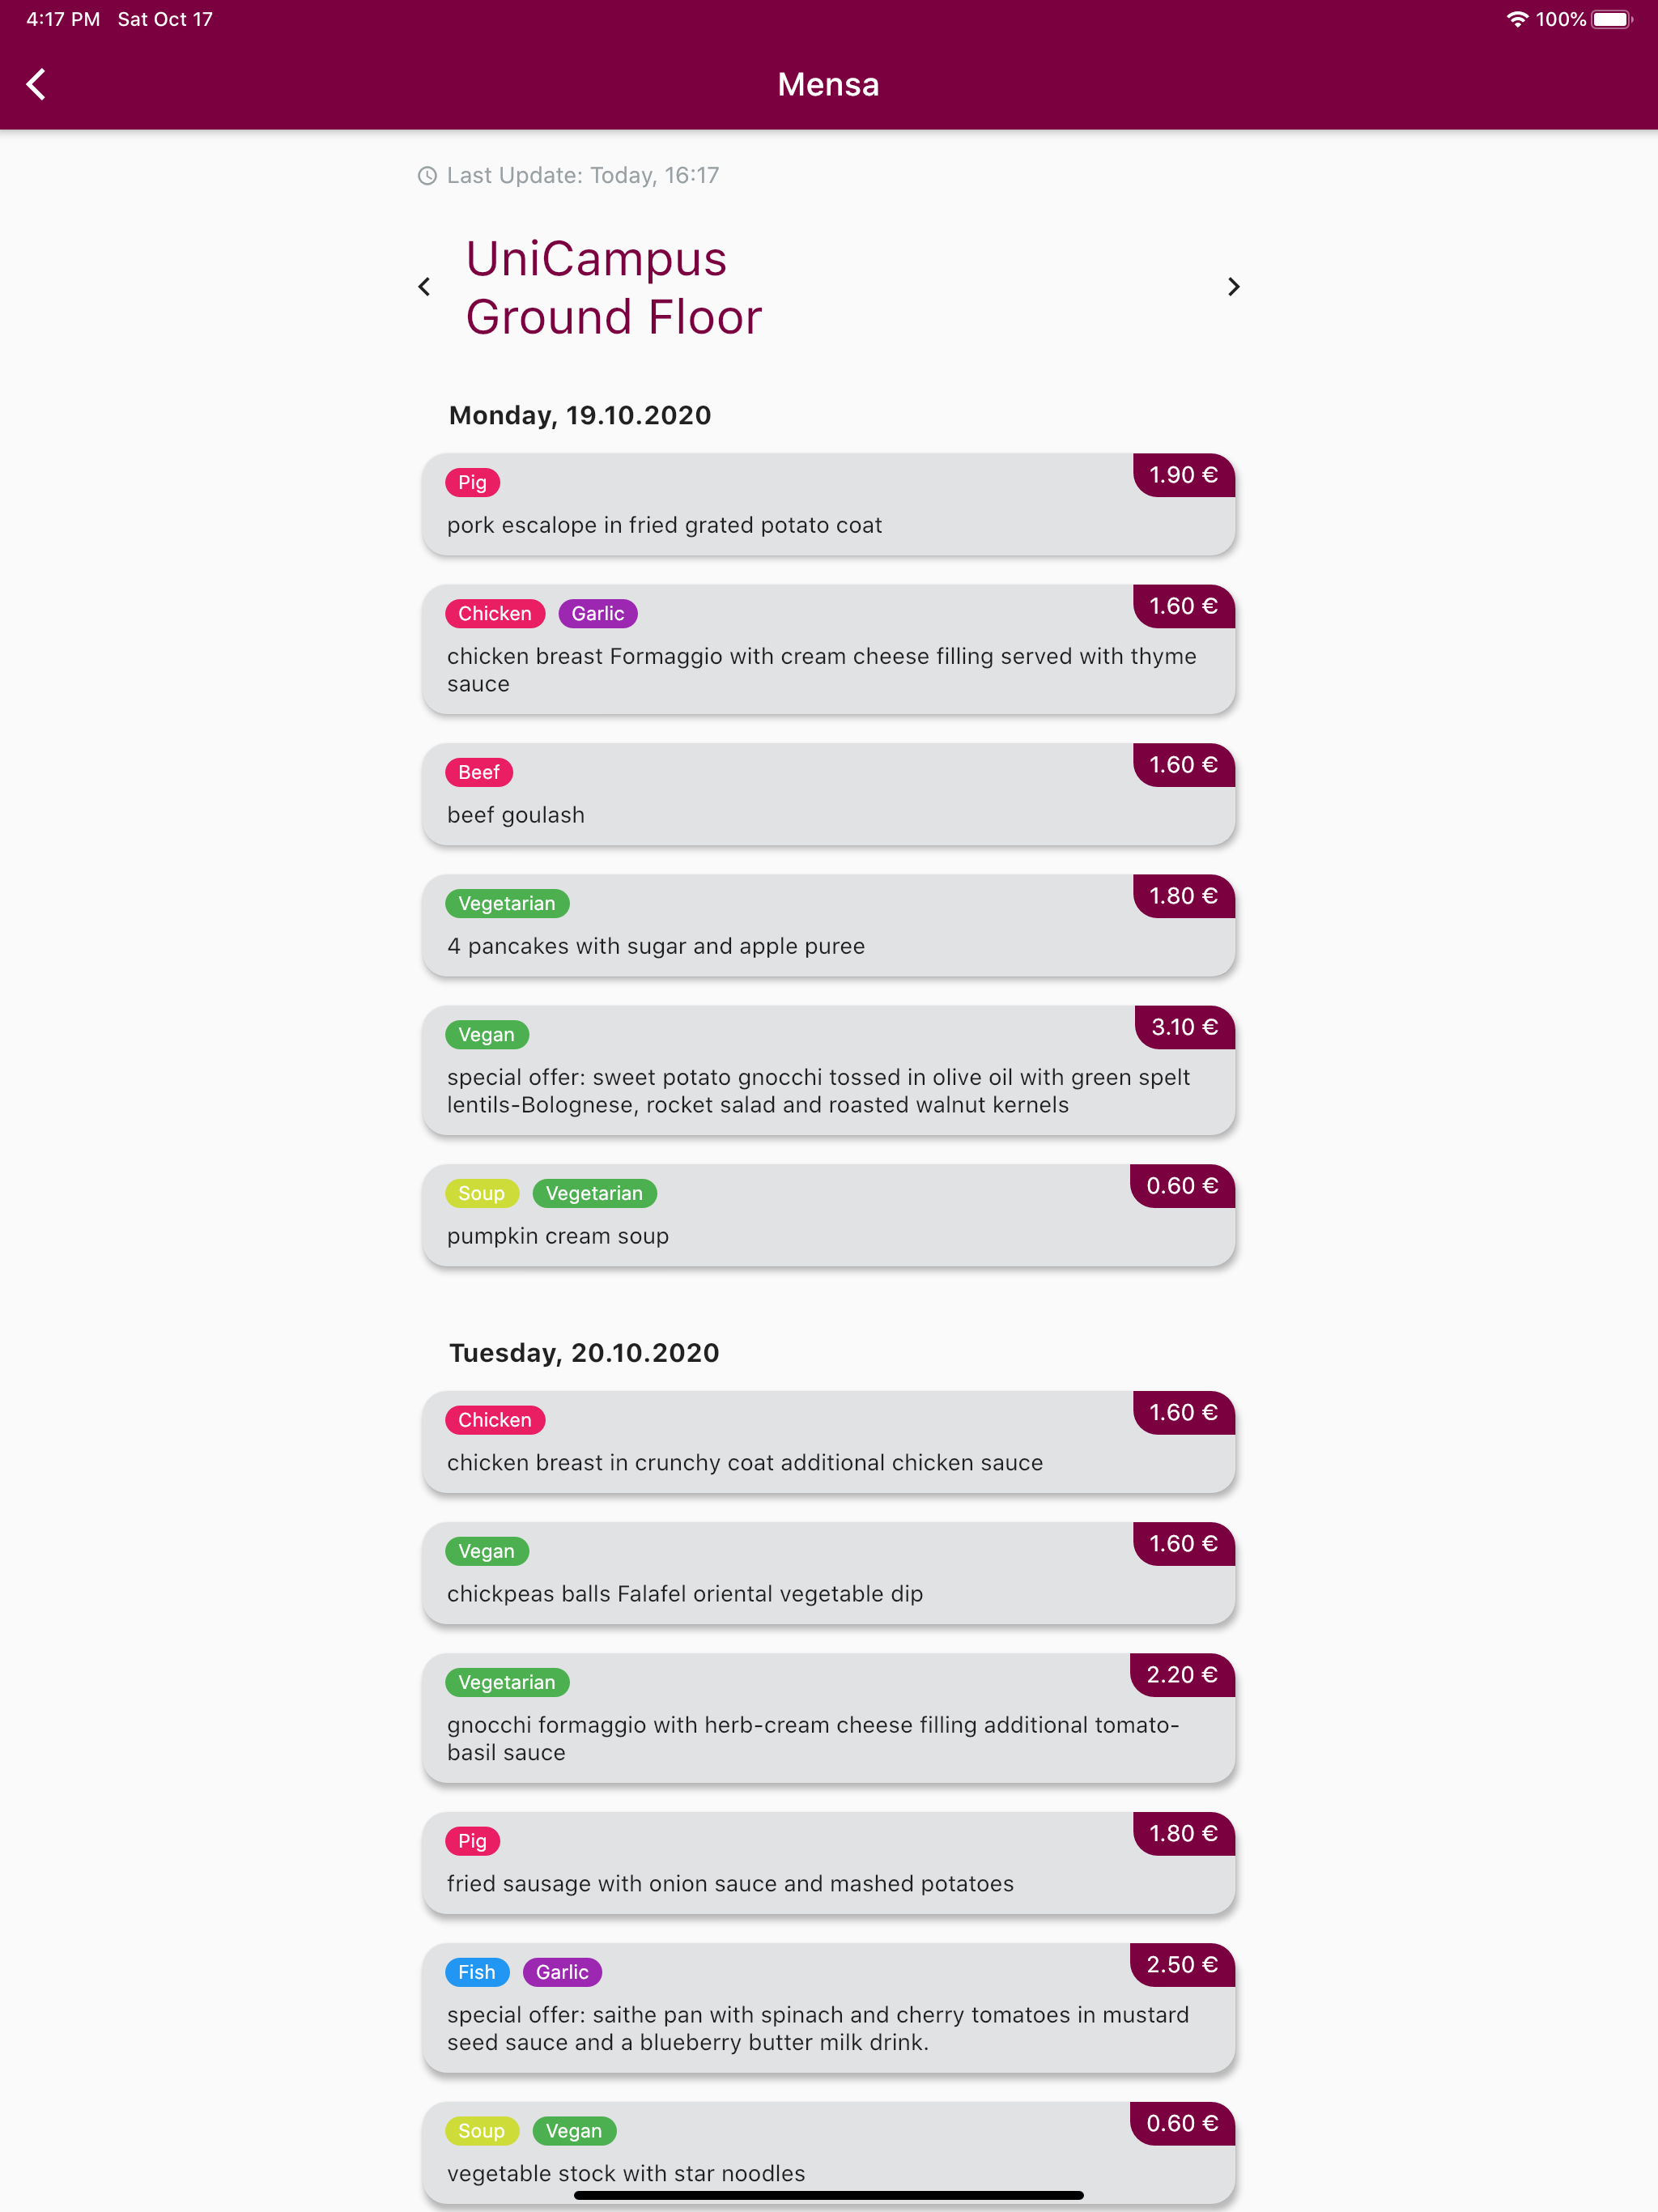 4:17 PM Sat Oct 17
100%
Mensa
Last Update: Today, 16:17
UniCampus
Ground Floor
Monday, 19.10.2020
Pig
1.90 €
pork escalope in fried grated potato coat
Chicken Garlic
1.60 €
chicken breast Formaggio with cream cheese filling served with thyme
sauce
Beef
1.60 €
beef goulash
Vegetarian
1.80 €
4 pancakes with sugar and apple puree
Vegan
3.10 €
special offer: sweet potato gnocchi tossed in olive oil with green spelt
lentils-Bolognese, rocket salad and roasted walnut kernels
Soup Vegetarian
0.60 €
pumpkin cream soup
Tuesday, 20.10.2020
Chicken
1.60 €
chicken breast in crunchy coat additional chicken sauce
Vegan
1.60 €
chickpeas balls Falafel oriental vegetable dip
Vegetarian
2.20 €
gnocchi formaggio with herb-cream cheese filling additional tomato-
basil sauce
Pig
1.80 €
fried sausage with onion sauce and mashed potatoes
Fish Garlic
2.50 €
special offer: saithe pan with spinach and cherry tomatoes in mustard
seed sauce and a blueberry butter milk drink.
Soup Vegan
0.60 €
vegetable stock with star noodles